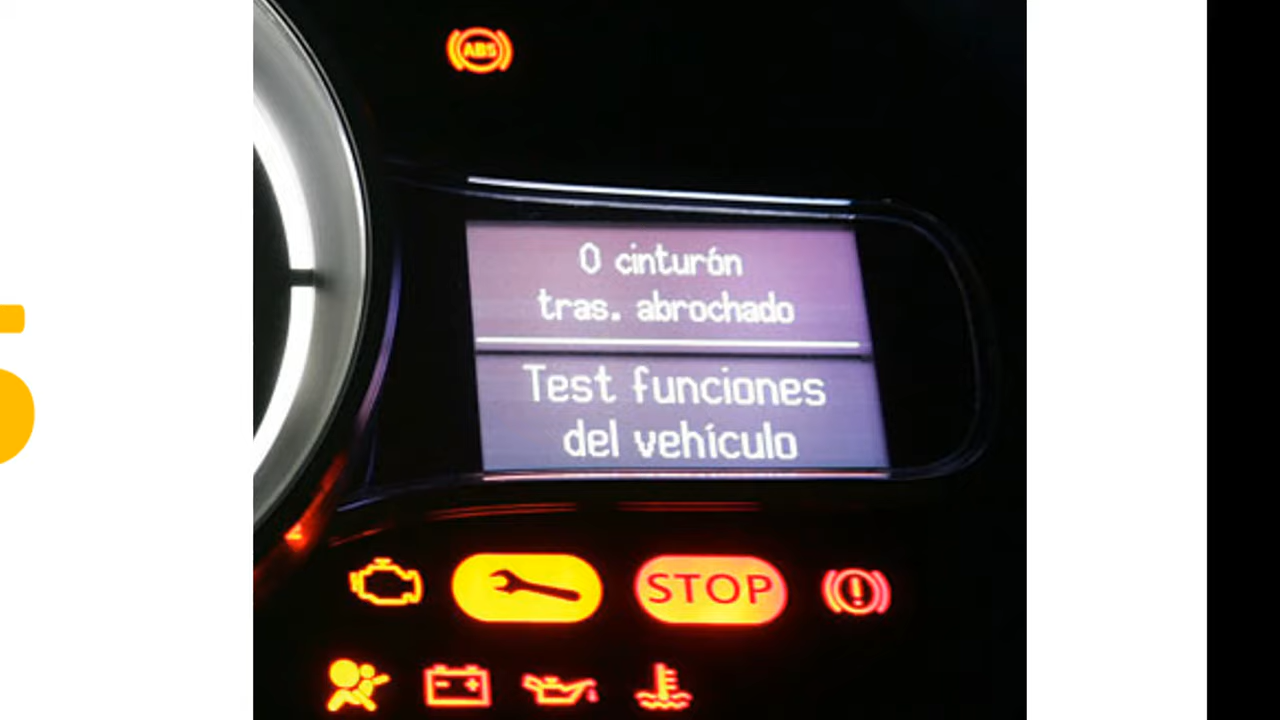 ABS
0 cinturón
tras. abrochado
Test funciones
del vehículo
STOP